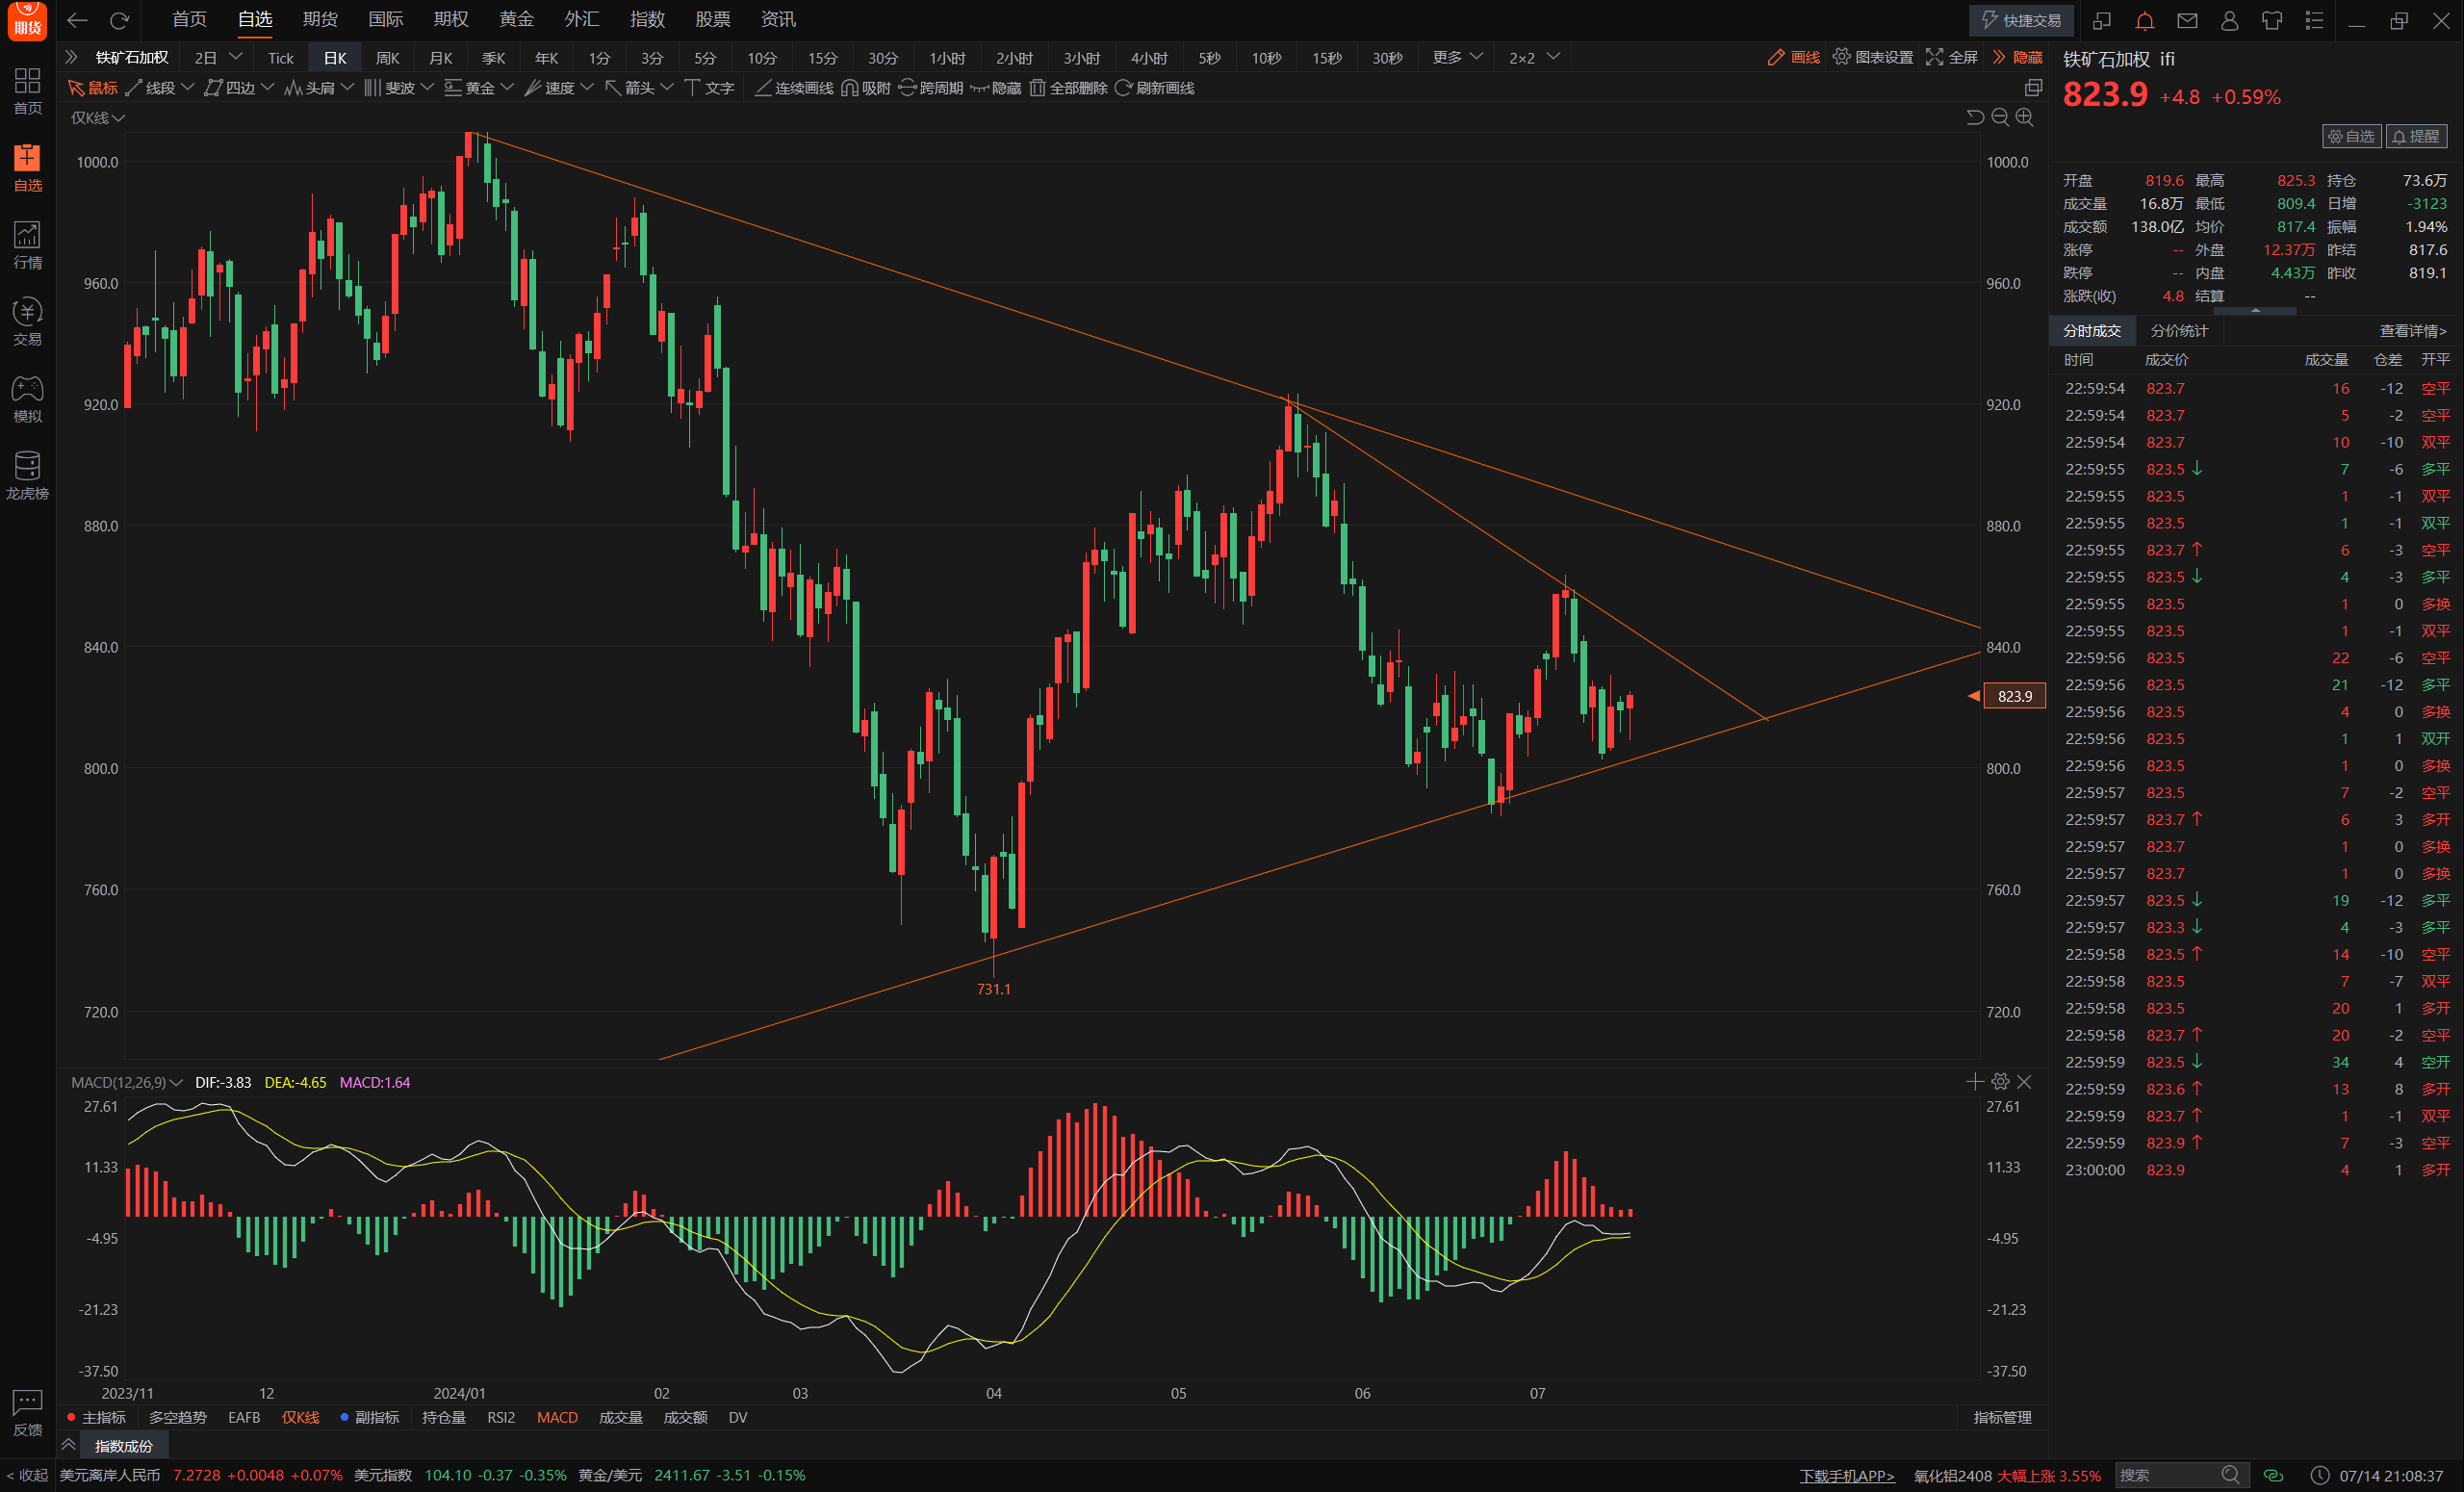 期货
首页 自选 期货 国际 期权 黄金 外汇 指数 股票 资讯 快捷交易
铁矿石加权 2日 Tick 日K 周K 月K 季K 年K 1分 3分 5分 10分 15分 30分 1小时 2小时 3小时 4小时 5秒 10秒 15秒 30秒 更多 2×2 画线 图表设置 全屏 隐藏
鼠标 线段 四边 头肩 斐波 黄金 速度 箭头 文字 连续画线 吸附 跨周期 隐藏 全部删除 刷新画线
首页
自选
行情
交易
模拟
龙虎榜
反馈
< 收起
仅K线
1000.0 1000.0
960.0 960.0
920.0 920.0
880.0 880.0
840.0 840.0
823.9
800.0 800.0
760.0 760.0
731.1
720.0 720.0
MACD(12,26,9) DIF:-3.83 DEA:-4.65 MACD:1.64
27.61 27.61
11.33 11.33
-4.95 -4.95
-21.23 -21.23
-37.50 -37.50
2023/11 12 2024/01 02 03 04 05 06 07
主指标 多空趋势 EAFB 仅K线 副指标 持仓量 RSI2 MACD 成交量 成交额 DV 指标管理
指数成份
铁矿石加权 ifi
823.9 +4.8 +0.59%
自选 提醒
开盘 819.6 最高 825.3 持仓 73.6万
成交量 16.8万 最低 809.4 日增 -3123
成交额 138.0亿 均价 817.4 振幅 1.94%
涨停 -- 外盘 12.37万 昨结 817.6
跌停 -- 内盘 4.43万 昨收 819.1
涨跌(收) 4.8 结算 --
分时成交 分价统计 查看详情>
时间 成交价 成交量 仓差 开平
22:59:54 823.7 16 -12 空平
22:59:54 823.7 5 -2 空平
22:59:54 823.7 10 -10 双平
22:59:55 823.5 ↓ 7 -6 多平
22:59:55 823.5 1 -1 双平
22:59:55 823.5 1 -1 双平
22:59:55 823.7 ↑ 6 -3 空平
22:59:55 823.5 ↓ 4 -3 多平
22:59:55 823.5 1 0 多换
22:59:55 823.5 1 -1 双平
22:59:56 823.5 22 -6 空平
22:59:56 823.5 21 -12 多平
22:59:56 823.5 4 0 多换
22:59:56 823.5 1 1 双开
22:59:56 823.5 1 0 多换
22:59:57 823.5 7 -2 空平
22:59:57 823.7 ↑ 6 3 多开
22:59:57 823.7 1 0 多换
22:59:57 823.7 1 0 多换
22:59:57 823.5 ↓ 19 -12 多平
22:59:57 823.3 ↓ 4 -3 多平
22:59:58 823.5 ↑ 14 -10 空平
22:59:58 823.5 7 -7 双平
22:59:58 823.5 20 1 多开
22:59:58 823.7 ↑ 20 -2 空平
22:59:59 823.5 ↓ 34 4 空开
22:59:59 823.6 ↑ 13 8 多开
22:59:59 823.7 ↑ 1 -1 双平
22:59:59 823.9 ↑ 7 -3 空平
23:00:00 823.9 4 1 多开
美元离岸人民币 7.2728 +0.0048 +0.07% 美元指数 104.10 -0.37 -0.35% 黄金/美元 2411.67 -3.51 -0.15% 下载手机APP> 氧化铝2408 大幅上涨 3.55% 搜索 07/14 21:08:37